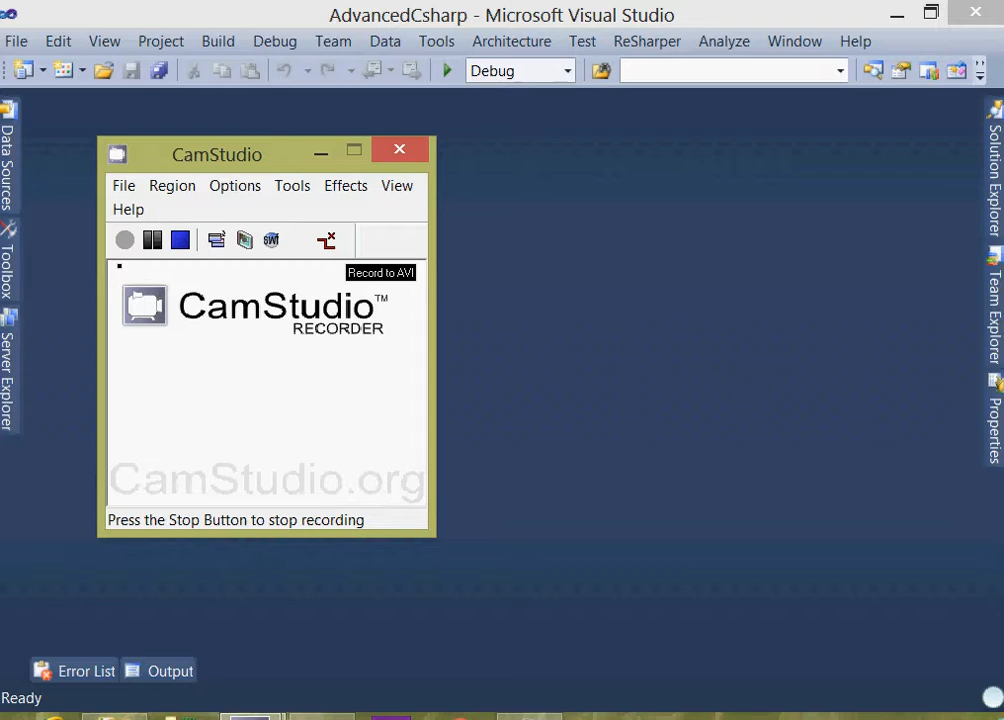 AdvancedCsharp - Microsoft Visual Studio
File Edit View Project Build Debug Team Data Tools Architecture Test ReSharper Analyze Window Help
Debug
Data Sources
Toolbox
Server Explorer
CamStudio
File Region Options Tools Effects View
Help
SWF
Record to AVI
CamStudio™
RECORDER
CamStudio.org
Press the Stop Button to stop recording
Solution Explorer
Team Explorer
Properties
Error List Output
Ready